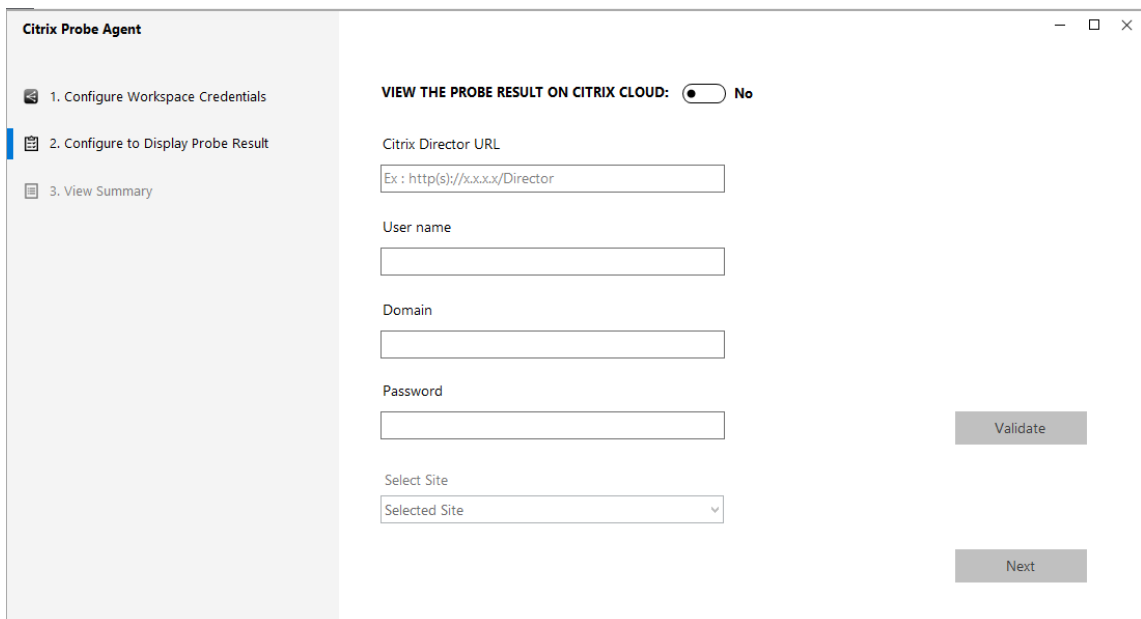 Citrix Probe Agent
1. Configure Workspace Credentials
2. Configure to Display Probe Result
3. View Summary
VIEW THE PROBE RESULT ON CITRIX CLOUD: No
Citrix Director URL
Ex : http(s)://x.x.x.x/Director
User name
Domain
Password
Validate
Select Site
Selected Site
Next